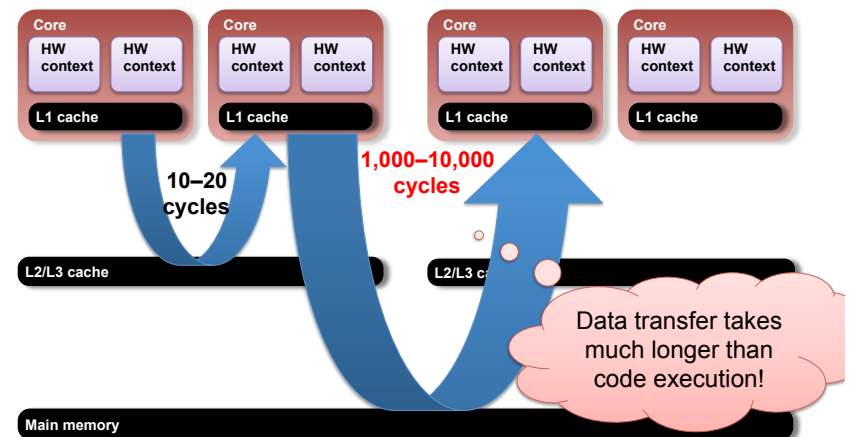 Core
HW context
HW context
L1 cache
Core
HW context
HW context
L1 cache
Core
HW context
HW context
L1 cache
Core
HW context
HW context
L1 cache
10–20
cycles
1,000–10,000
cycles
L2/L3 cache
L2/L3
Data transfer takes
much longer than
code execution!
Main memory